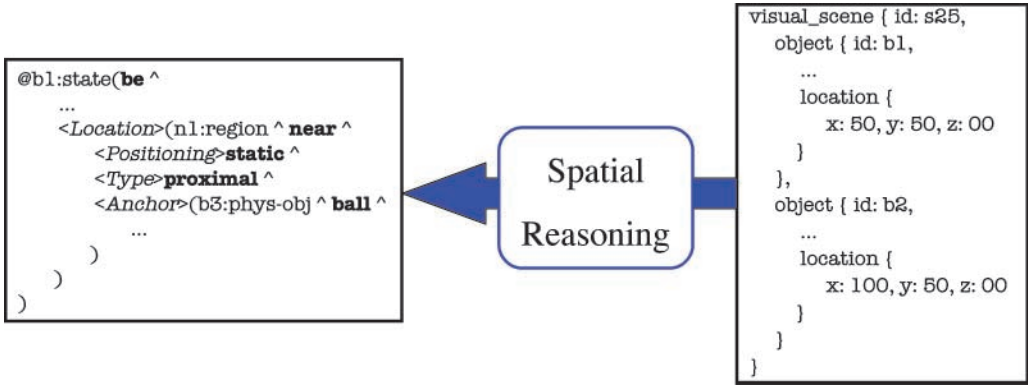 @b1:state(be ^
...
<Location>(n1:region ^ near ^
<Positioning>static ^
<Type>proximal ^
<Anchor>(b3:phys-obj ^ ball ^
...
)
)
)
Spatial
Reasoning
visual_scene { id: s25,
object { id: b1,
...
location {
x: 50, y: 50, z: 00
}
},
object { id: b2,
...
location {
x: 100, y: 50, z: 00
}
}
}